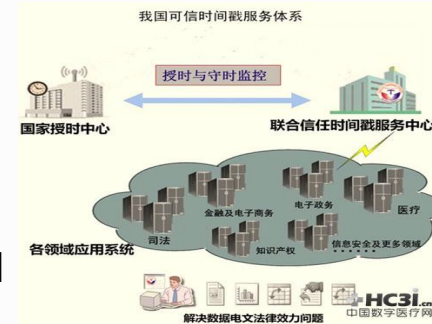 我国可信时间戳服务体系
授时与守时监控
国家授时中心
联合信任时间戳服务中心
金融及电子商务
电子政务
医疗
司法
知识产权
信息安全及更多领域
......
各领域应用系统
解决数据电文法律效力问题
HC3i.cn
中国数字医疗网